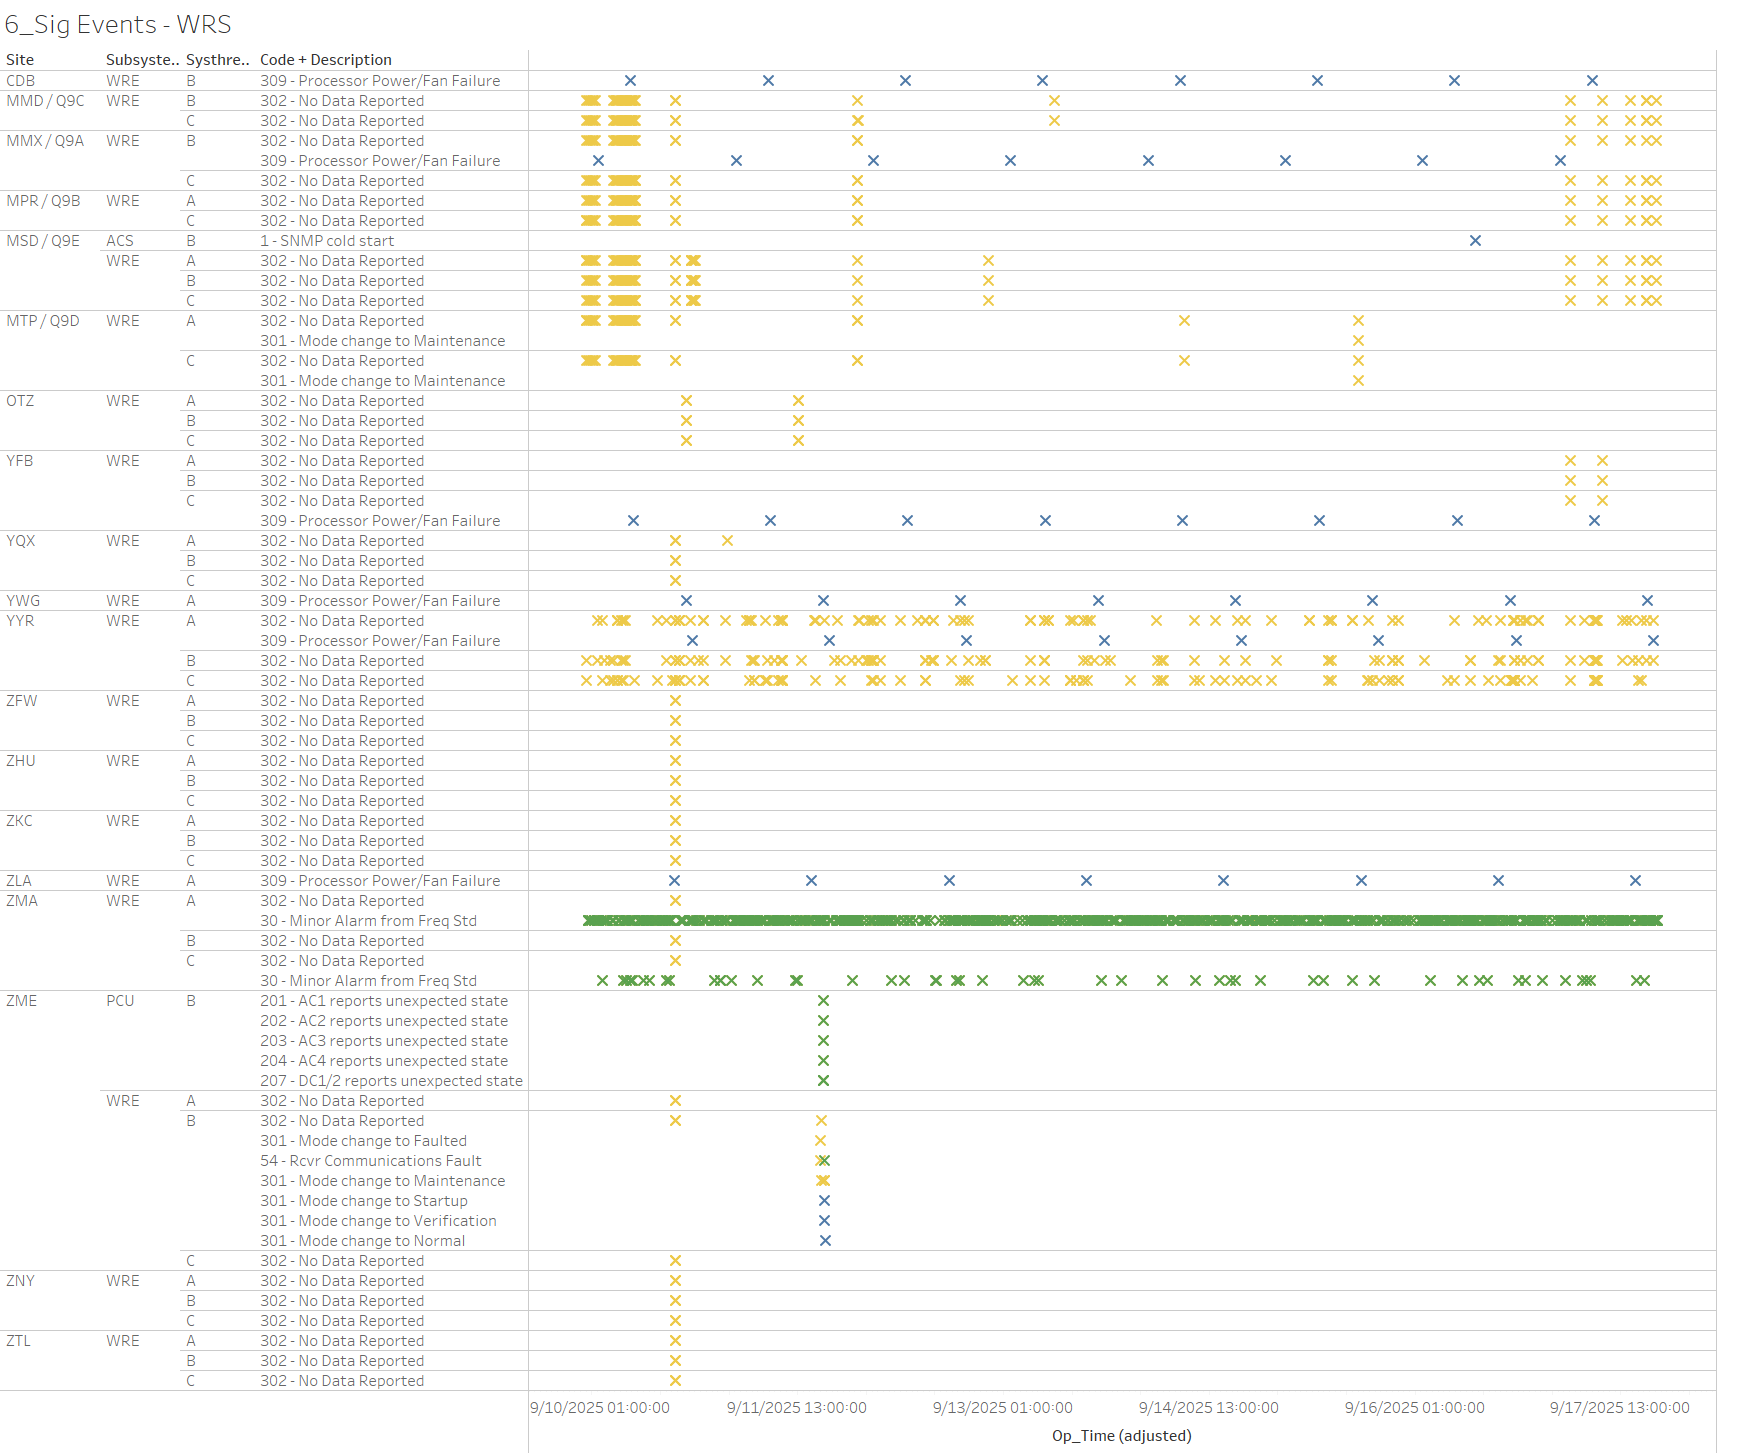 6_Sig Events - WRS
Site Subsyste.. Systhre.. Code + Description
CDB WRE B 309 - Processor Power/Fan Failure
MMD / Q9C WRE B 302 - No Data Reported
C 302 - No Data Reported
MMX / Q9A WRE B 302 - No Data Reported
309 - Processor Power/Fan Failure
C 302 - No Data Reported
MPR / Q9B WRE A 302 - No Data Reported
C 302 - No Data Reported
MSD / Q9E ACS B 1 - SNMP cold start
WRE A 302 - No Data Reported
B 302 - No Data Reported
C 302 - No Data Reported
MTP / Q9D WRE A 302 - No Data Reported
301 - Mode change to Maintenance
C 302 - No Data Reported
301 - Mode change to Maintenance
OTZ WRE A 302 - No Data Reported
B 302 - No Data Reported
C 302 - No Data Reported
YFB WRE A 302 - No Data Reported
B 302 - No Data Reported
C 302 - No Data Reported
309 - Processor Power/Fan Failure
YQX WRE A 302 - No Data Reported
B 302 - No Data Reported
C 302 - No Data Reported
YWG WRE A 309 - Processor Power/Fan Failure
YYR WRE A 302 - No Data Reported
309 - Processor Power/Fan Failure
B 302 - No Data Reported
C 302 - No Data Reported
ZFW WRE A 302 - No Data Reported
B 302 - No Data Reported
C 302 - No Data Reported
ZHU WRE A 302 - No Data Reported
B 302 - No Data Reported
C 302 - No Data Reported
ZKC WRE A 302 - No Data Reported
B 302 - No Data Reported
C 302 - No Data Reported
ZLA WRE A 309 - Processor Power/Fan Failure
ZMA WRE A 302 - No Data Reported
30 - Minor Alarm from Freq Std
B 302 - No Data Reported
C 302 - No Data Reported
30 - Minor Alarm from Freq Std
ZME PCU B 201 - AC1 reports unexpected state
202 - AC2 reports unexpected state
203 - AC3 reports unexpected state
204 - AC4 reports unexpected state
207 - DC1/2 reports unexpected state
WRE A 302 - No Data Reported
B 302 - No Data Reported
301 - Mode change to Faulted
54 - Rcvr Communications Fault
301 - Mode change to Maintenance
301 - Mode change to Startup
301 - Mode change to Verification
301 - Mode change to Normal
C 302 - No Data Reported
ZNY WRE A 302 - No Data Reported
B 302 - No Data Reported
C 302 - No Data Reported
ZTL WRE A 302 - No Data Reported
B 302 - No Data Reported
C 302 - No Data Reported
9/10/2025 01:00:00 9/11/2025 13:00:00 9/13/2025 01:00:00 9/14/2025 13:00:00 9/16/2025 01:00:00 9/17/2025 13:00:00
Op_Time (adjusted)